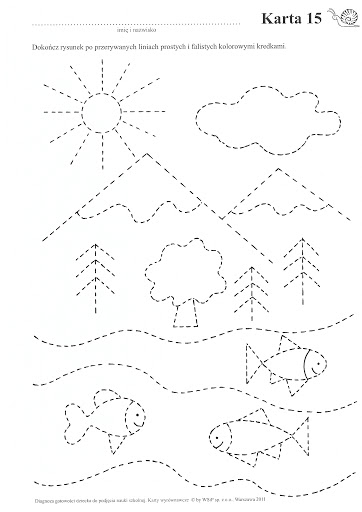 Karta 15
imię i nazwisko
Dokończ rysunek po przerywanych liniach prostych i falistych kolorowymi kredkami.
Diagnoza gotowości dziecka do podjęcia nauki szkolnej. Karty wyrównawcze. © by WSiP sp. z o.o., Warszawa 2011